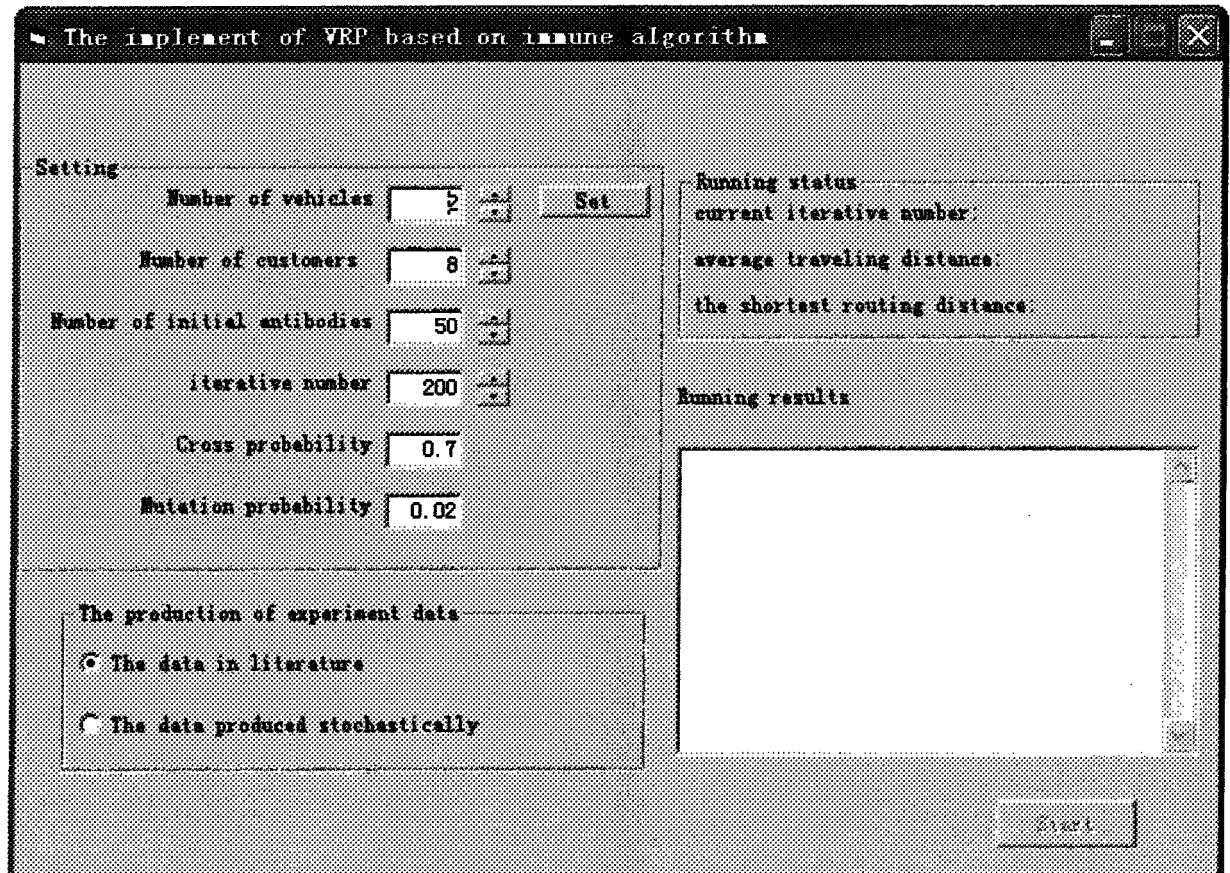 The implement of VRP based on immune algorithm
Setting
Number of vehicles
Set
Number of customers 8
Number of initial antibodies 50
iterative number 200
Cross probability 0.7
Mutation probability 0.02
The production of experiment data
The data in literature
The data produced stochastically
Running status
current iterative number:
average traveling distance:
the shortest routing distance:
Running results
Start